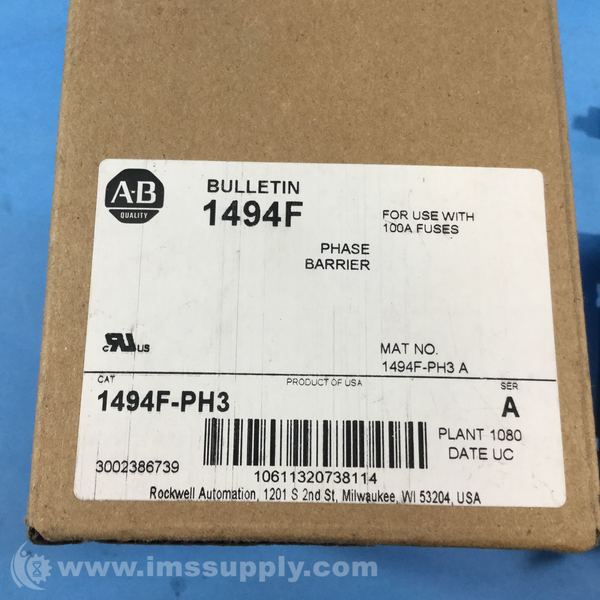 A-B
QUALITY
BULLETIN
1494F
PHASE
BARRIER
FOR USE WITH
100A FUSES
c UR US
MAT NO.
1494F-PH3 A
CAT
PRODUCT OF USA
SER
1494F-PH3
A
PLANT 1080
DATE UC
3002386739
10611320738114
Rockwell Automation, 1201 S 2nd St, Milwaukee, WI 53204, USA
www.imssupply.com